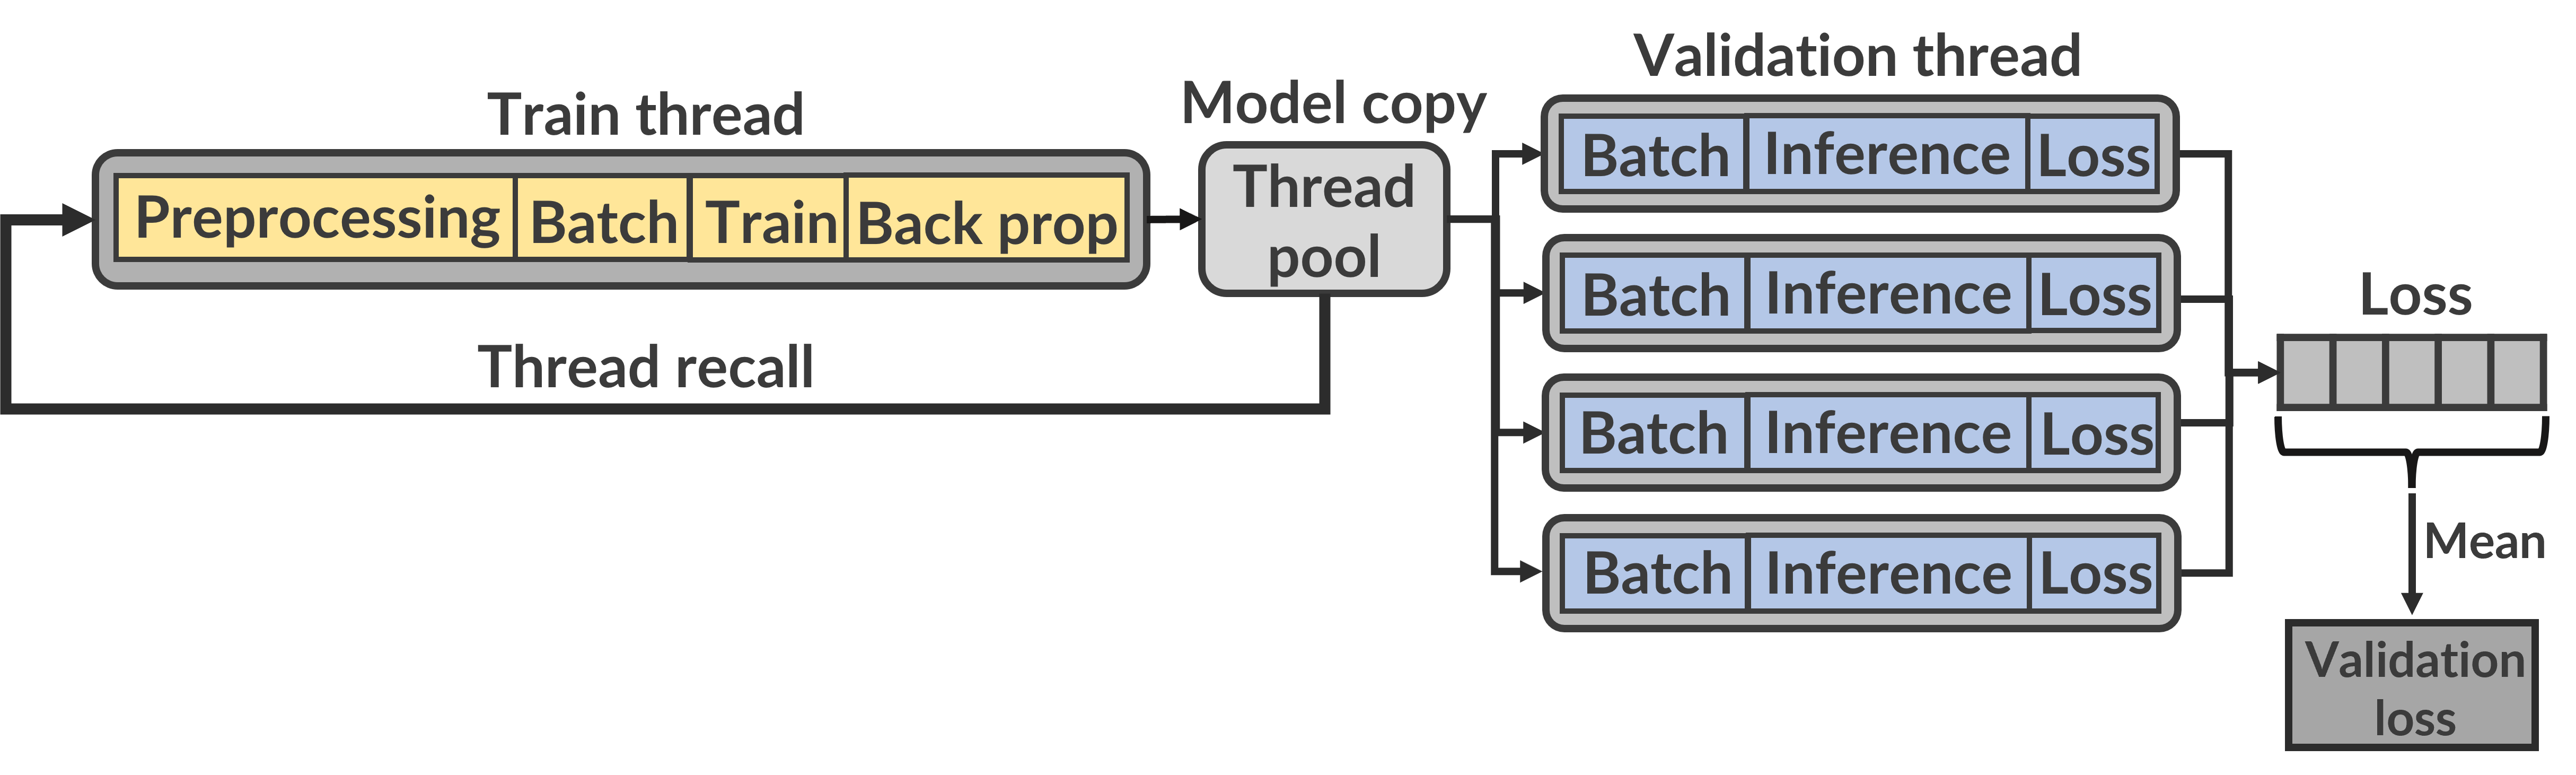 Train thread
Preprocessing Batch Train Back prop
Thread recall
Model copy
Thread
pool
Validation thread
Batch Inference Loss
Batch Inference Loss
Batch Inference Loss
Batch Inference Loss
Loss
Mean
Validation
loss